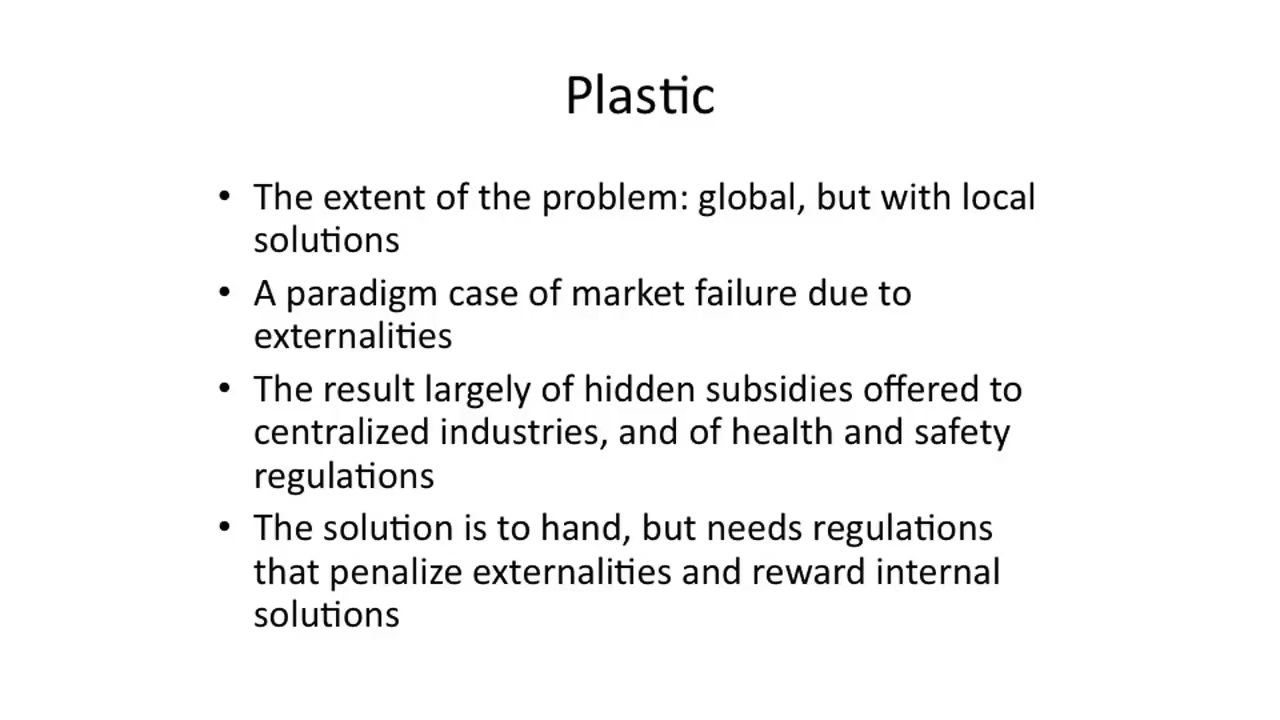 Plastic
• The extent of the problem: global, but with local
solutions
• A paradigm case of market failure due to
externalities
• The result largely of hidden subsidies offered to
centralized industries, and of health and safety
regulations
• The solution is to hand, but needs regulations
that penalize externalities and reward internal
solutions